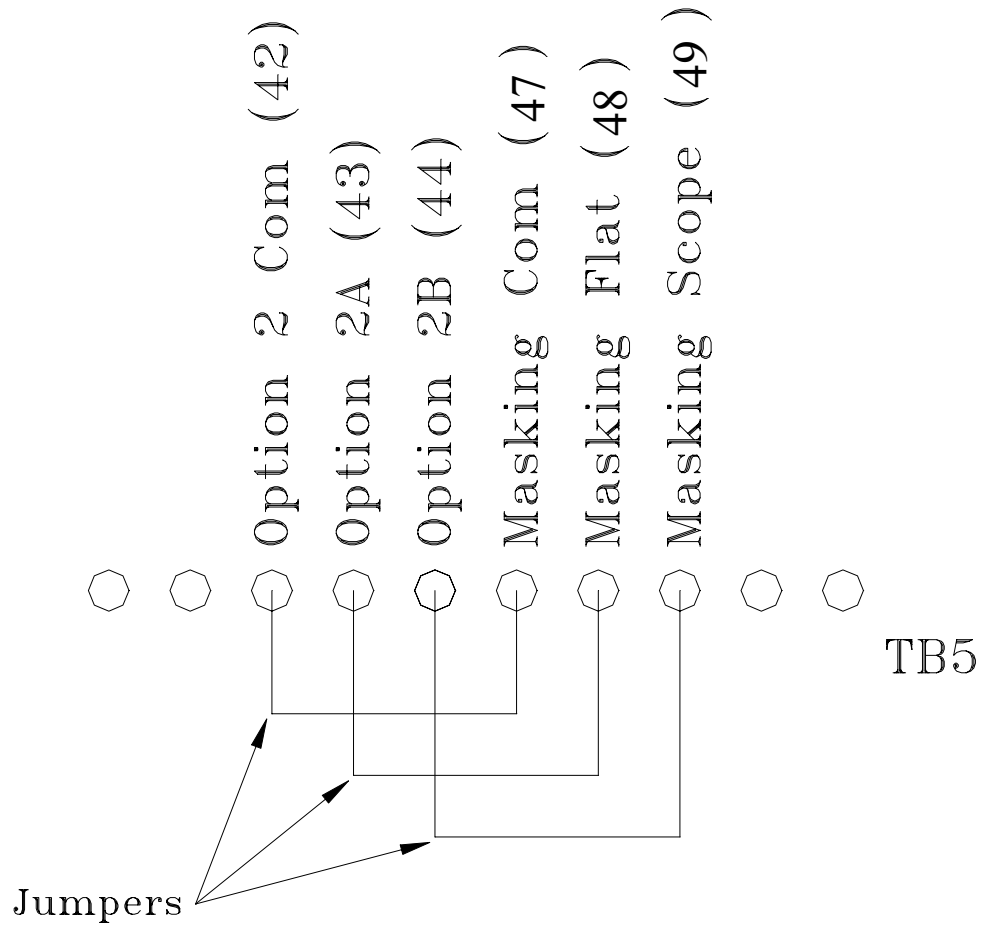 Option 2 Com (42)
Option 2A (43)
Option 2B (44)
Masking Com (47)
Masking Flat (48)
Masking Scope (49)
TB5
Jumpers